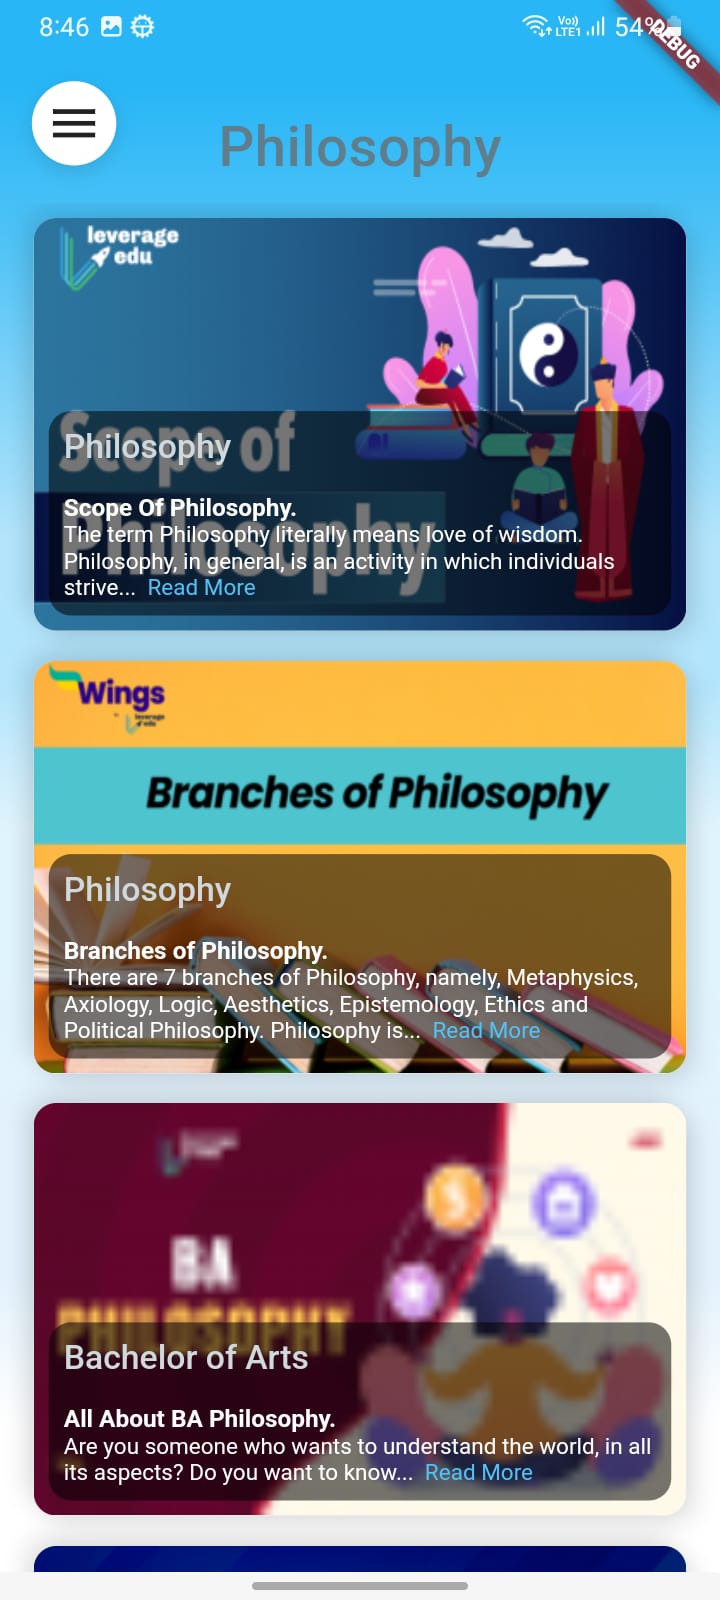 8:46
Vo))
LTE1
54%
DEBUG
Philosophy
leverage
edu
Scope of
Philosophy
Philosophy
Scope Of Philosophy.
The term Philosophy literally means love of wisdom.
Philosophy, in general, is an activity in which individuals
strive... Read More
Wings
leverage
edu
Branches of Philosophy
Philosophy
Branches of Philosophy.
There are 7 branches of Philosophy, namely, Metaphysics,
Axiology, Logic, Aesthetics, Epistemology, Ethics and
Political Philosophy. Philosophy is... Read More
BA
PHILOSOPHY
Bachelor of Arts
All About BA Philosophy.
Are you someone who wants to understand the world, in all
its aspects? Do you want to know... Read More